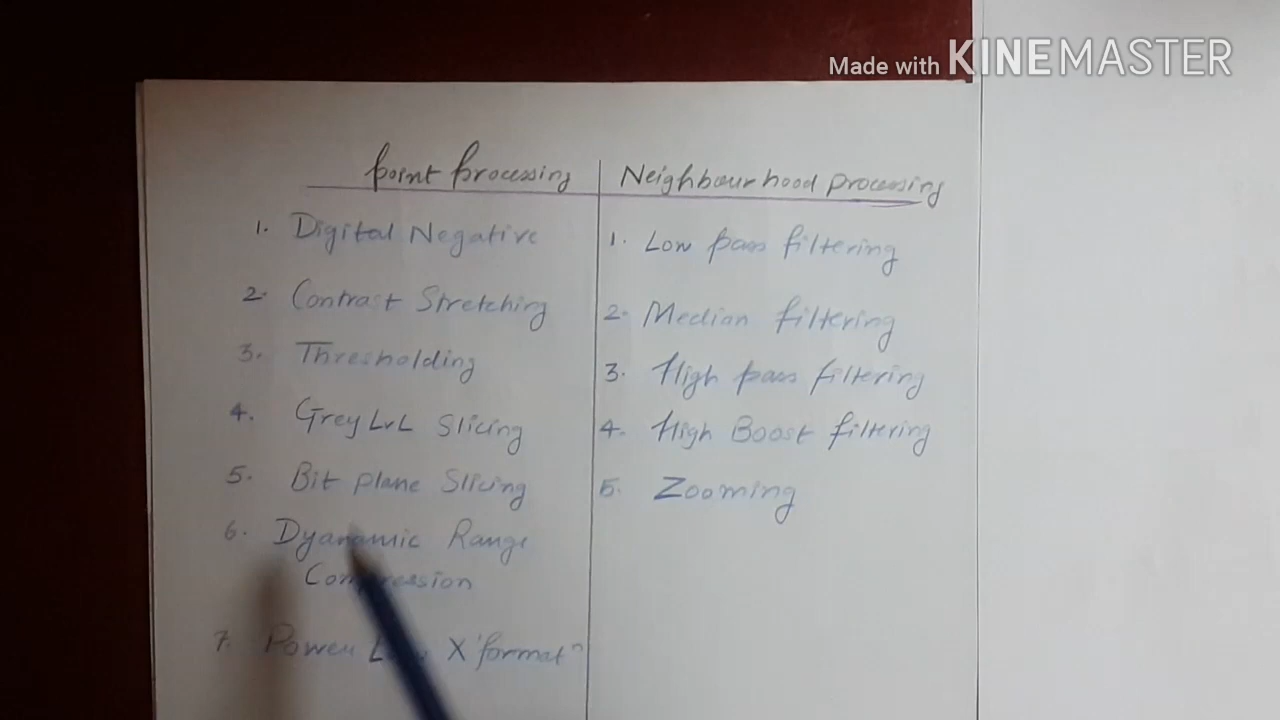 Made with KINEMASTER
Point Processing
1. Digital Negative
2. Contrast Stretching
3. Thresholding
4. Grey LvL Slicing
5. Bit plane Slicing
6. Dyanamic Range
Compression
7. Power X'formatⁿ
Neighbourhood processing
1. Low pass filtering
2. Median filtering
3. High pass filtering
4. High Boost filtering
5. Zooming